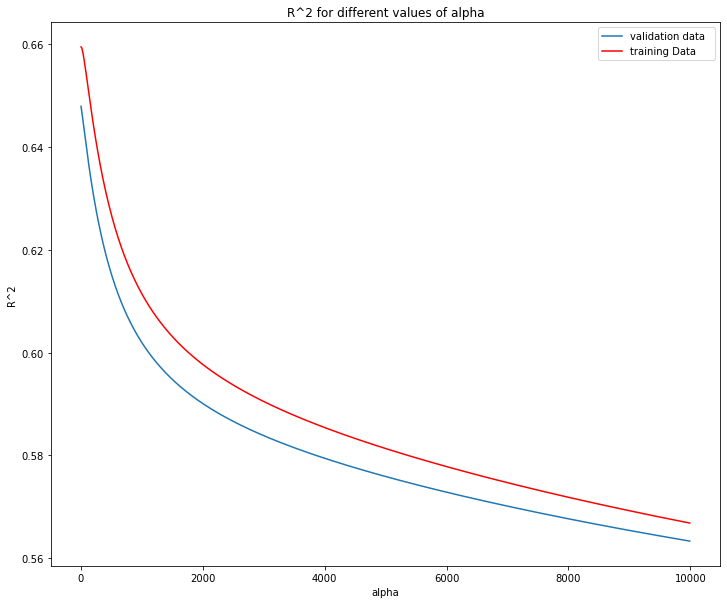 R^2 for different values of alpha
validation data
training Data
0.66
0.64
0.62
0.60
0.58
0.56
R^2
0
2000
4000
6000
8000
10000
alpha